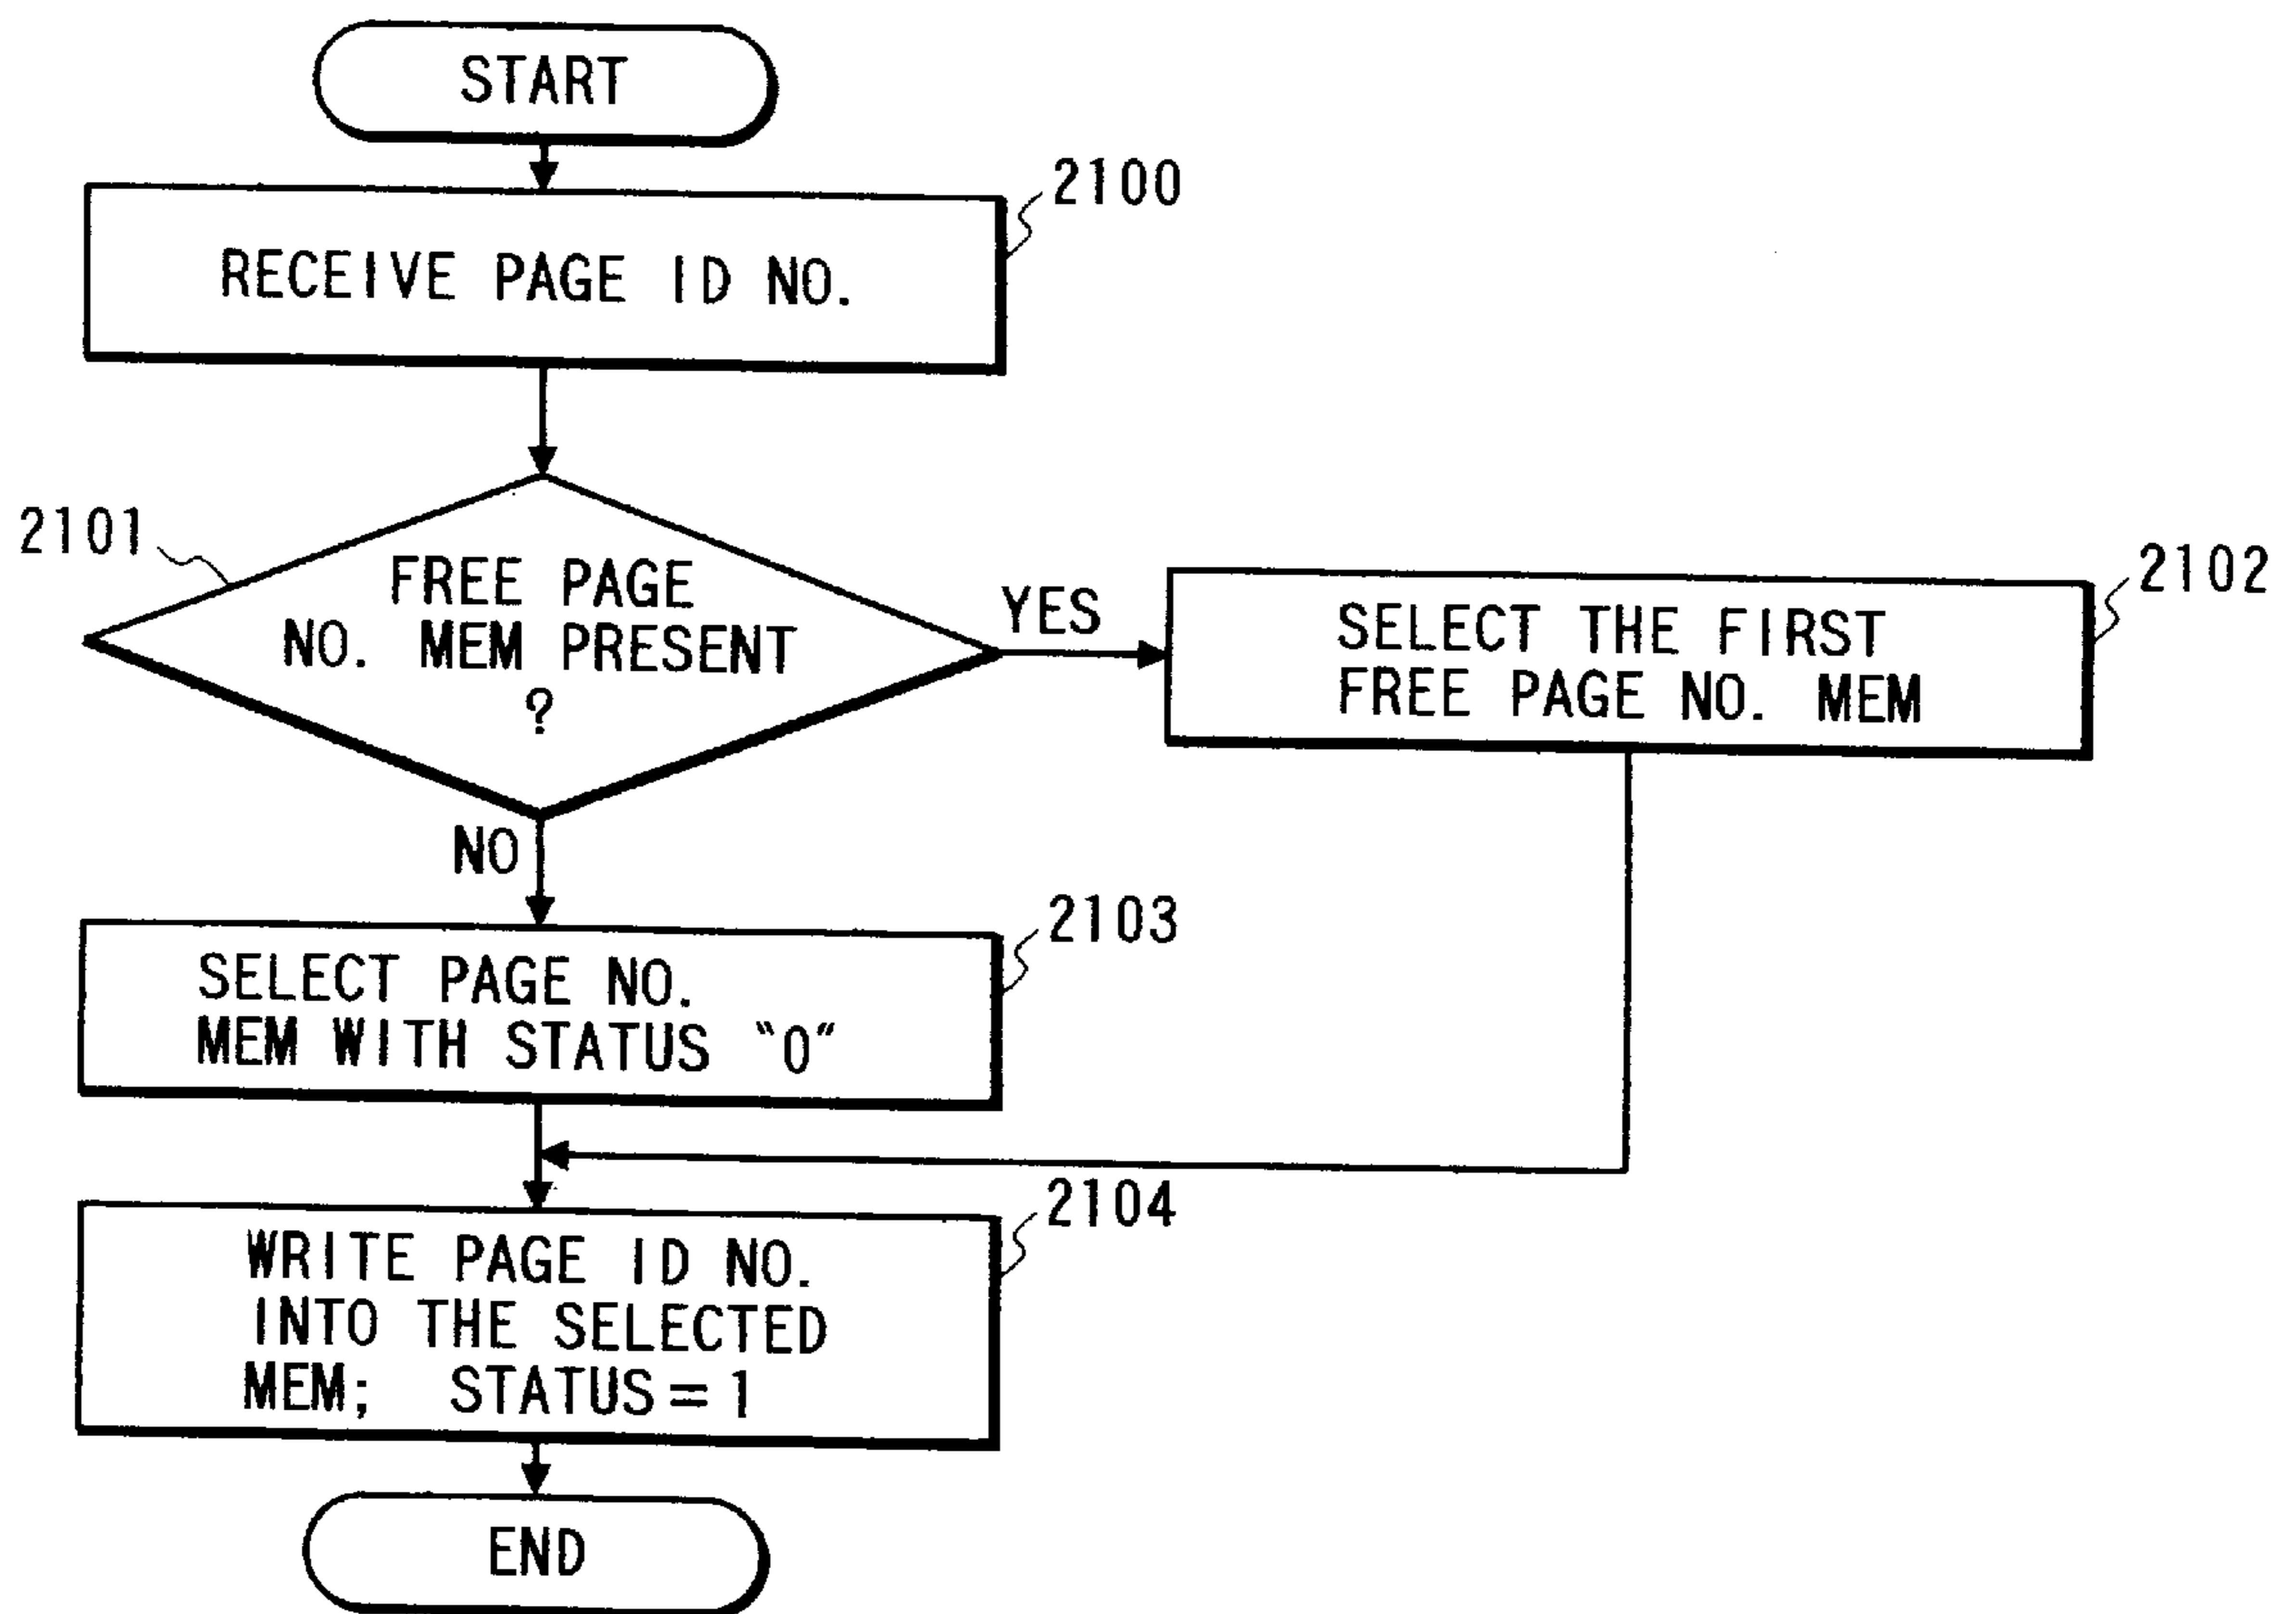 START
2100
RECEIVE PAGE ID NO.
2101
FREE PAGE
NO. MEM PRESENT
?
YES
2102
SELECT THE FIRST
FREE PAGE NO. MEM
NO
2103
SELECT PAGE NO.
MEM WITH STATUS "0"
2104
WRITE PAGE ID NO.
INTO THE SELECTED
MEM; STATUS=1
END